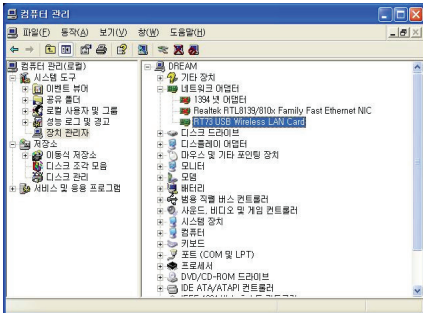 컴퓨터 관리
파일(F) 동작(A) 보기(V) 창(W) 도움말(H)
컴퓨터 관리(로컬)
시스템 도구
이벤트 뷰어
공유 폴더
로컬 사용자 및 그룹
성능 로그 및 경고
장치 관리자
저장소
이동식 저장소
디스크 조각 모음
디스크 관리
서비스 및 응용 프로그램
DREAM
기타 장치
네트워크 어댑터
1394 넷 어댑터
Realtek RTL8139/810x Family Fast Ethernet NIC
RT73 USB Wireless LAN Card
디스크 드라이브
디스플레이 어댑터
마우스 및 기타 포인팅 장치
모니터
모뎀
배터리
범용 직렬 버스 컨트롤러
사운드, 비디오 및 게임 컨트롤러
시스템 장치
컴퓨터
키보드
포트 (COM 및 LPT)
프로세서
DVD/CD-ROM 드라이브
IDE ATA/ATAPI 컨트롤러